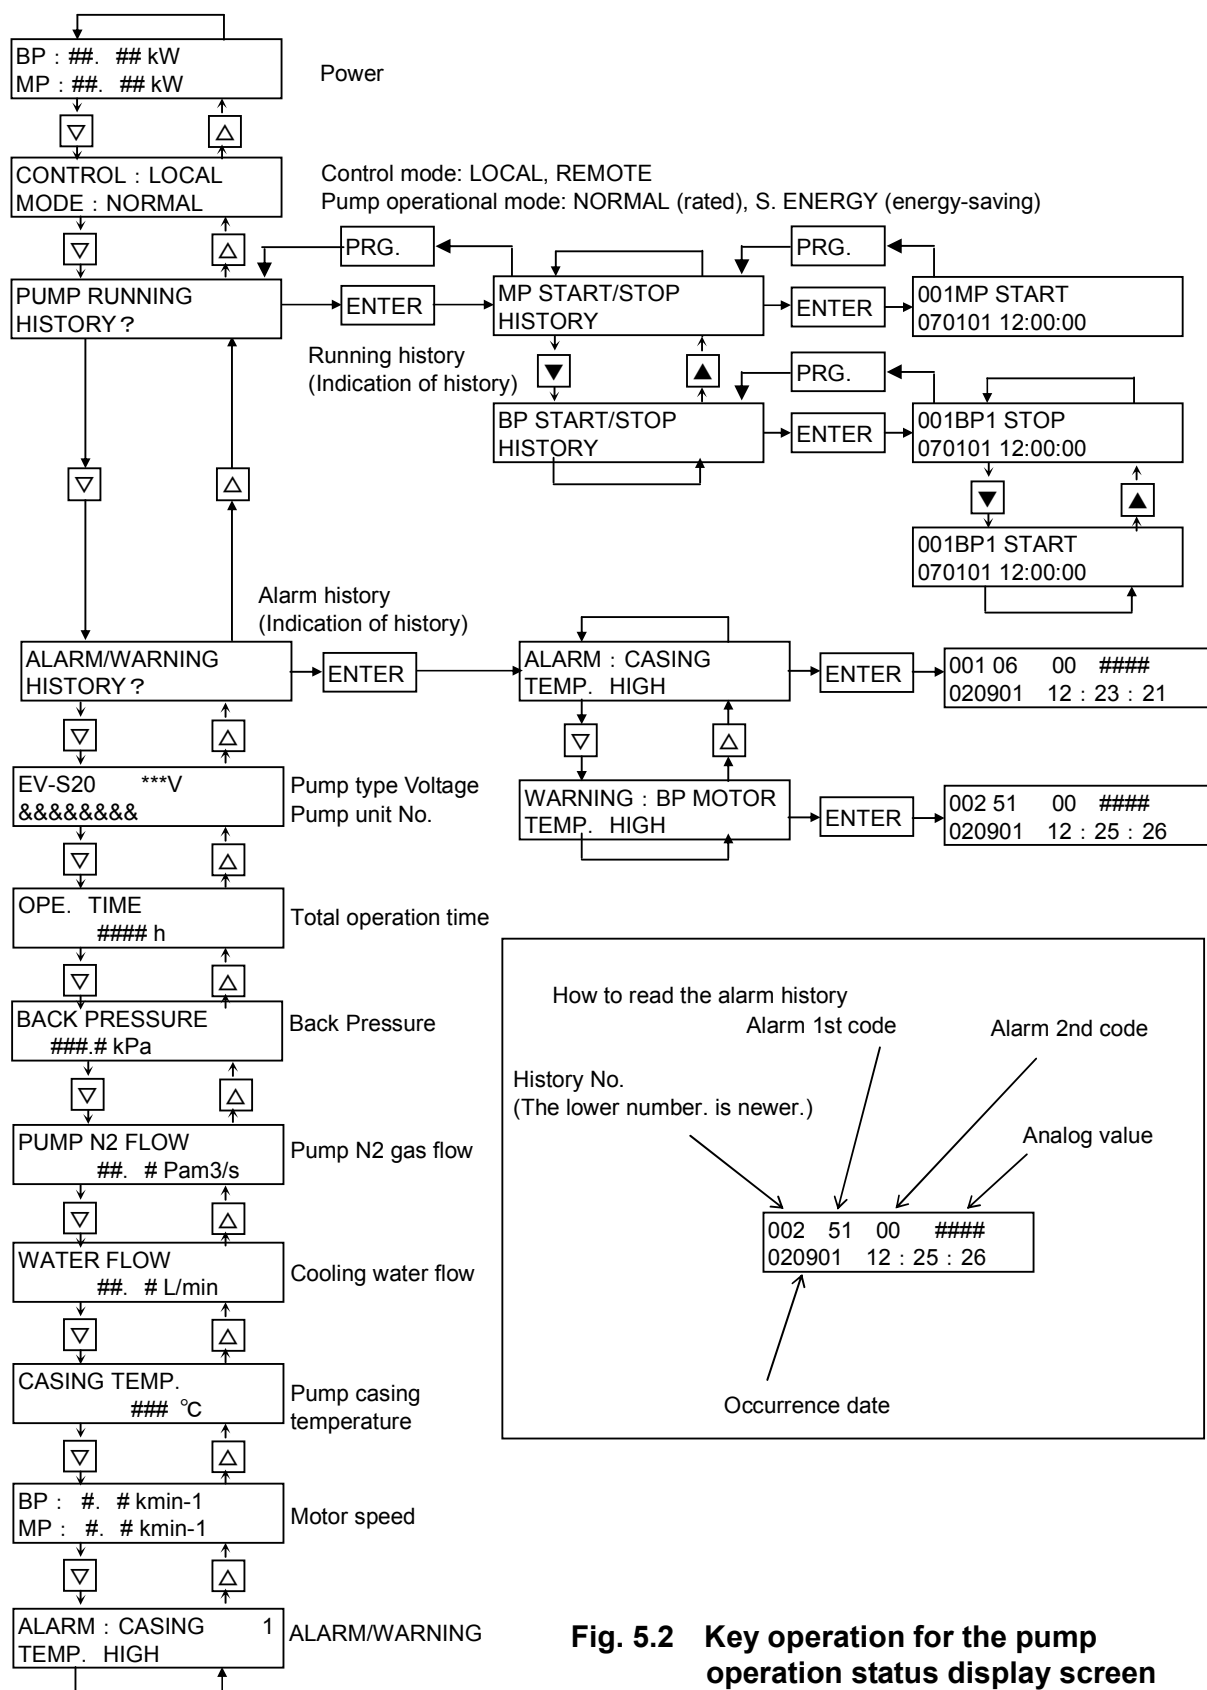 BP : ##. ## kW
MP : ##. ## kW
Power
CONTROL : LOCAL
MODE : NORMAL
Control mode: LOCAL, REMOTE
Pump operational mode: NORMAL (rated), S. ENERGY (energy-saving)
PRG.
PRG.
PUMP RUNNING
HISTORY?
ENTER
MP START/STOP
HISTORY
ENTER
001MP START
070101 12:00:00
Running history
(Indication of history)
PRG.
BP START/STOP
HISTORY
ENTER
001BP1 STOP
070101 12:00:00
001BP1 START
070101 12:00:00
Alarm history
(Indication of history)
ALARM/WARNING
HISTORY?
ENTER
ALARM : CASING
TEMP. HIGH
ENTER
001 06 00 ####
020901 12 : 23 : 21
EV-S20 ***V
&&&&&&&&
Pump type Voltage
Pump unit No.
WARNING : BP MOTOR
TEMP. HIGH
ENTER
002 51 00 ####
020901 12 : 25 : 26
OPE. TIME
#### h
Total operation time
BACK PRESSURE
###.# kPa
Back Pressure
PUMP N2 FLOW
##. # Pam3/s
Pump N2 gas flow
WATER FLOW
##. # L/min
Cooling water flow
CASING TEMP.
### ℃
Pump casing
temperature
BP : #. # kmin-1
MP : #. # kmin-1
Motor speed
ALARM : CASING 1
TEMP. HIGH
ALARM/WARNING
How to read the alarm history
Alarm 1st code
Alarm 2nd code
History No.
(The lower number. is newer.)
Analog value
002 51 00 ####
020901 12 : 25 : 26
Occurrence date
Fig. 5.2 Key operation for the pump
operation status display screen